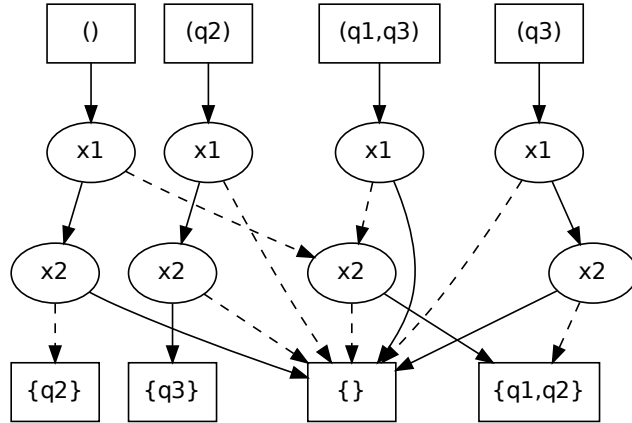 () (q2) (q1,q3) (q3)
x1 x1 x1 x1
x2 x2 x2 x2
{q2} {q3} {} {q1,q2}